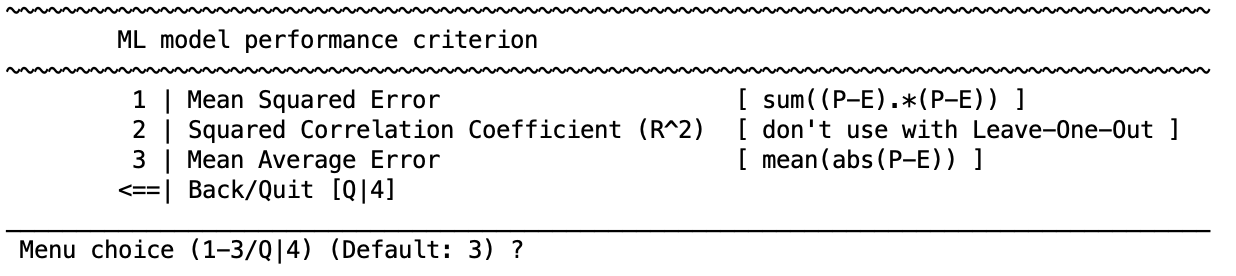 ML model performance criterion
1 | Mean Squared Error [ sum((P-E).*(P-E)) ]
2 | Squared Correlation Coefficient (R^2) [ don't use with Leave-One-Out ]
3 | Mean Average Error [ mean(abs(P-E)) ]
<==| Back/Quit [Q|4]
Menu choice (1-3/Q|4) (Default: 3) ?